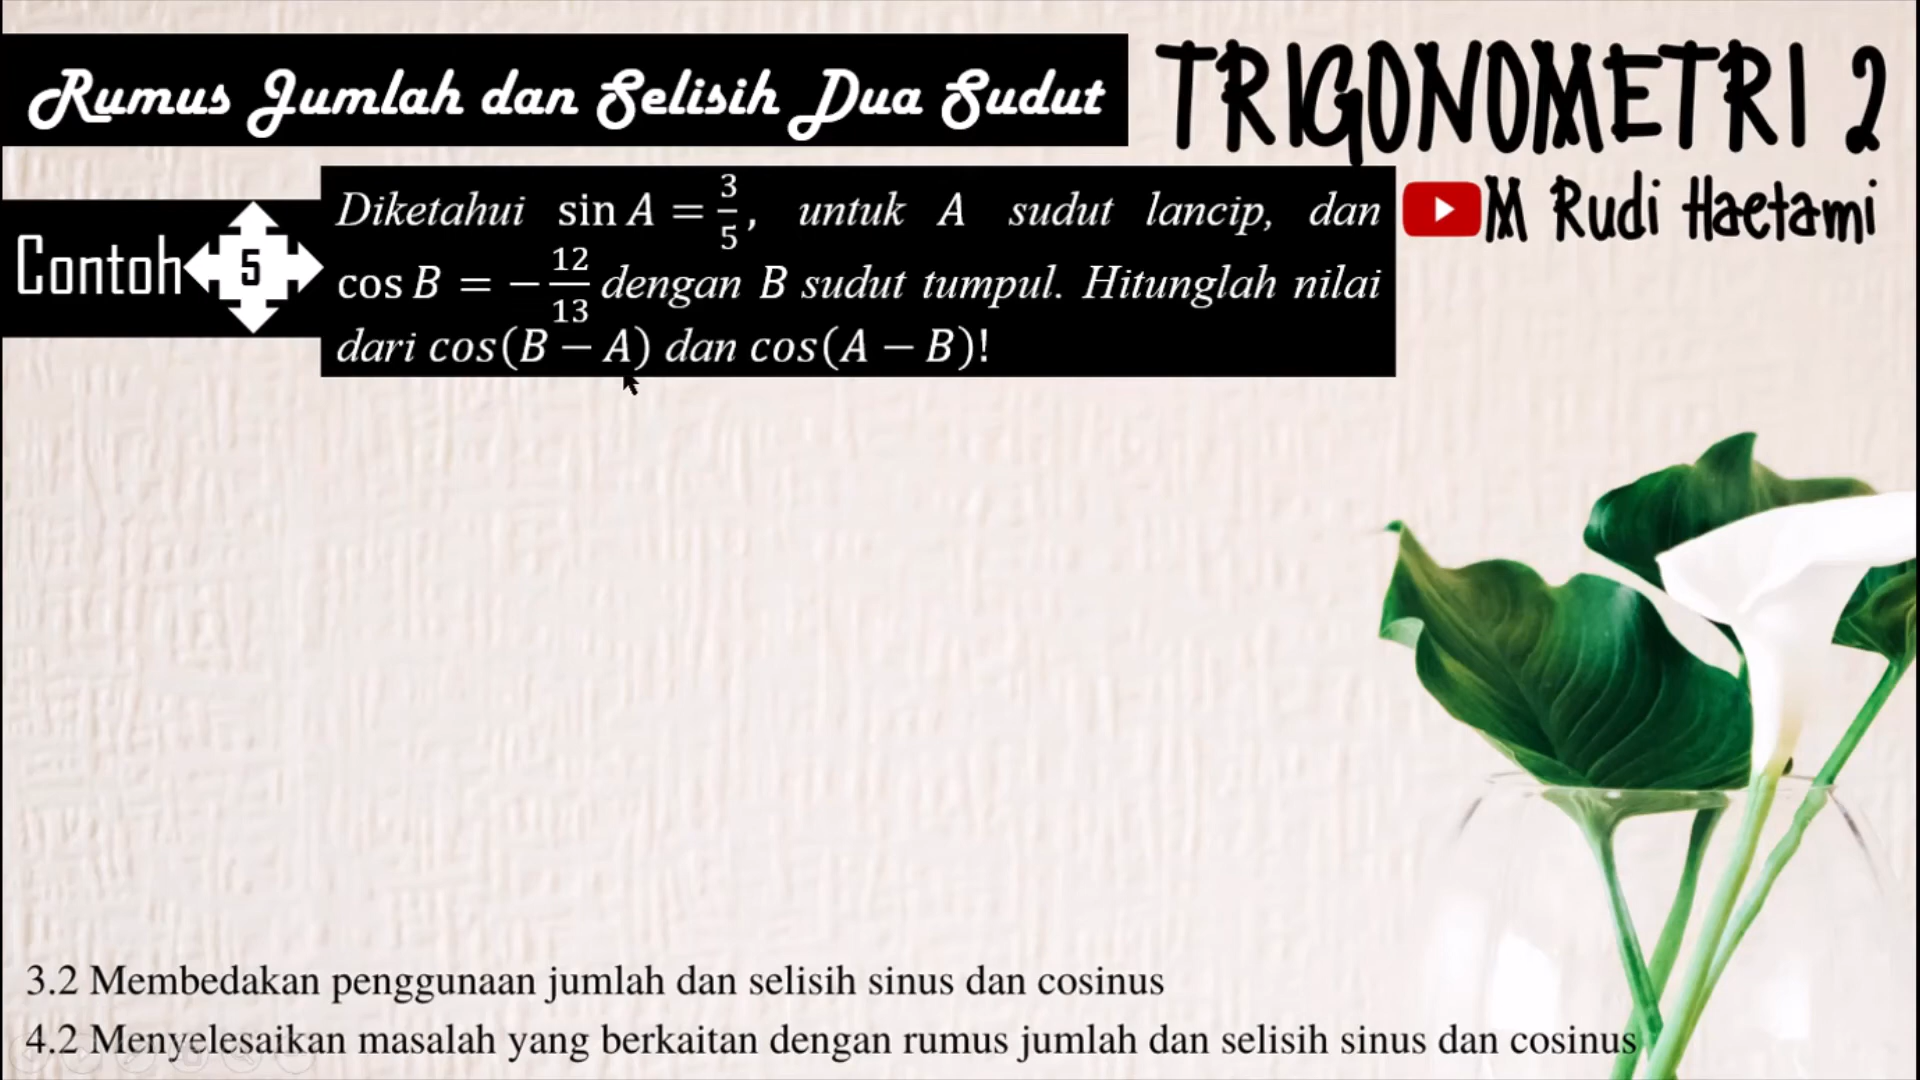 Rumus Jumlah dan Selisih Dua Sudut
TRIGONOMETRI 2
M Rudi Haetami
Contoh 5
Diketahui sin A = 3/5, untuk A sudut lancip, dan
cos B = −12/13 dengan B sudut tumpul. Hitunglah nilai
dari cos(B − A) dan cos(A − B)!
3.2 Membedakan penggunaan jumlah dan selisih sinus dan cosinus
4.2 Menyelesaikan masalah yang berkaitan dengan rumus jumlah dan selisih sinus dan cosinus